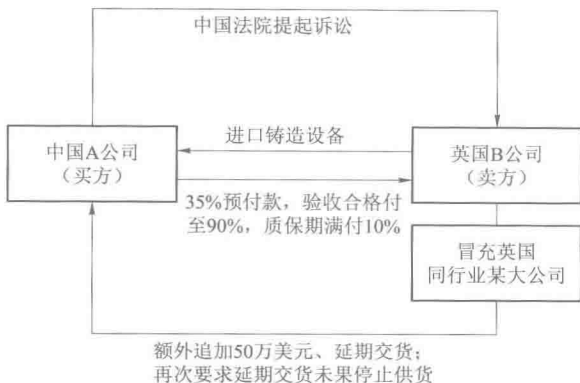 中国法院提起诉讼
中国A公司
（买方）
进口铸造设备
35%预付款，验收合格付
至90%，质保期满付10%
英国B公司
（卖方）
冒充英国
同行业某大公司
额外追加50万美元、延期交货；
再次要求延期交货未果停止供货